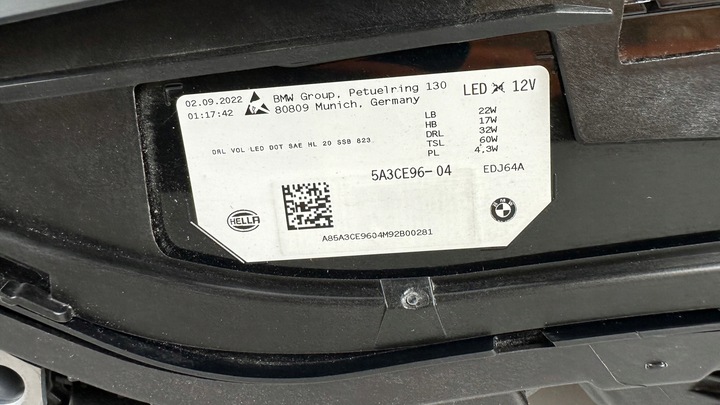 02.09.2022
01:17:42
BMW Group, Petuelring 130
80809 Munich, Germany
LED 12V
LB 22W
HB 17W
DRL 32W
TSL 60W
PL 4.3W
DRL VOL LED DOT SAE HL 20 SSB 623
5A3CE96-04
EDJ64A
HELLA
BMW
A85A3CE9604M92B00281